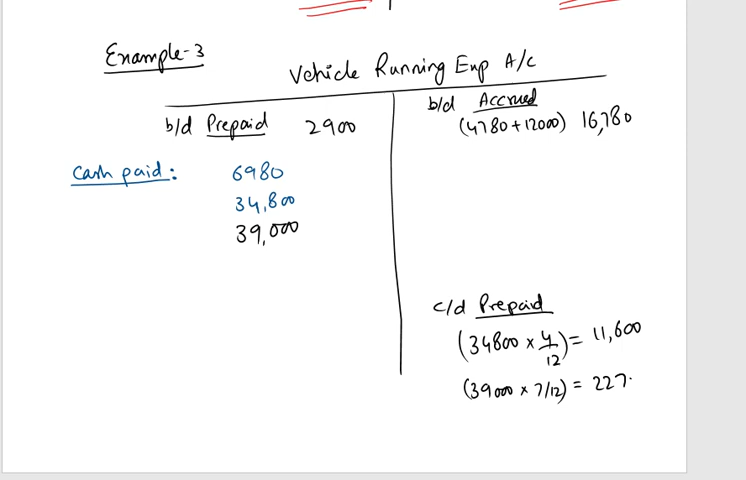 Example-3
Vehicle Running Exp A/c
b/d Prepaid 2900
b/d Accrued
(4780+12000) 16,780
Cash paid: 6980
34,800
39,000
c/d Prepaid
(34800 x 4/12) = 11,600
(39000 x 7/12) = 227.